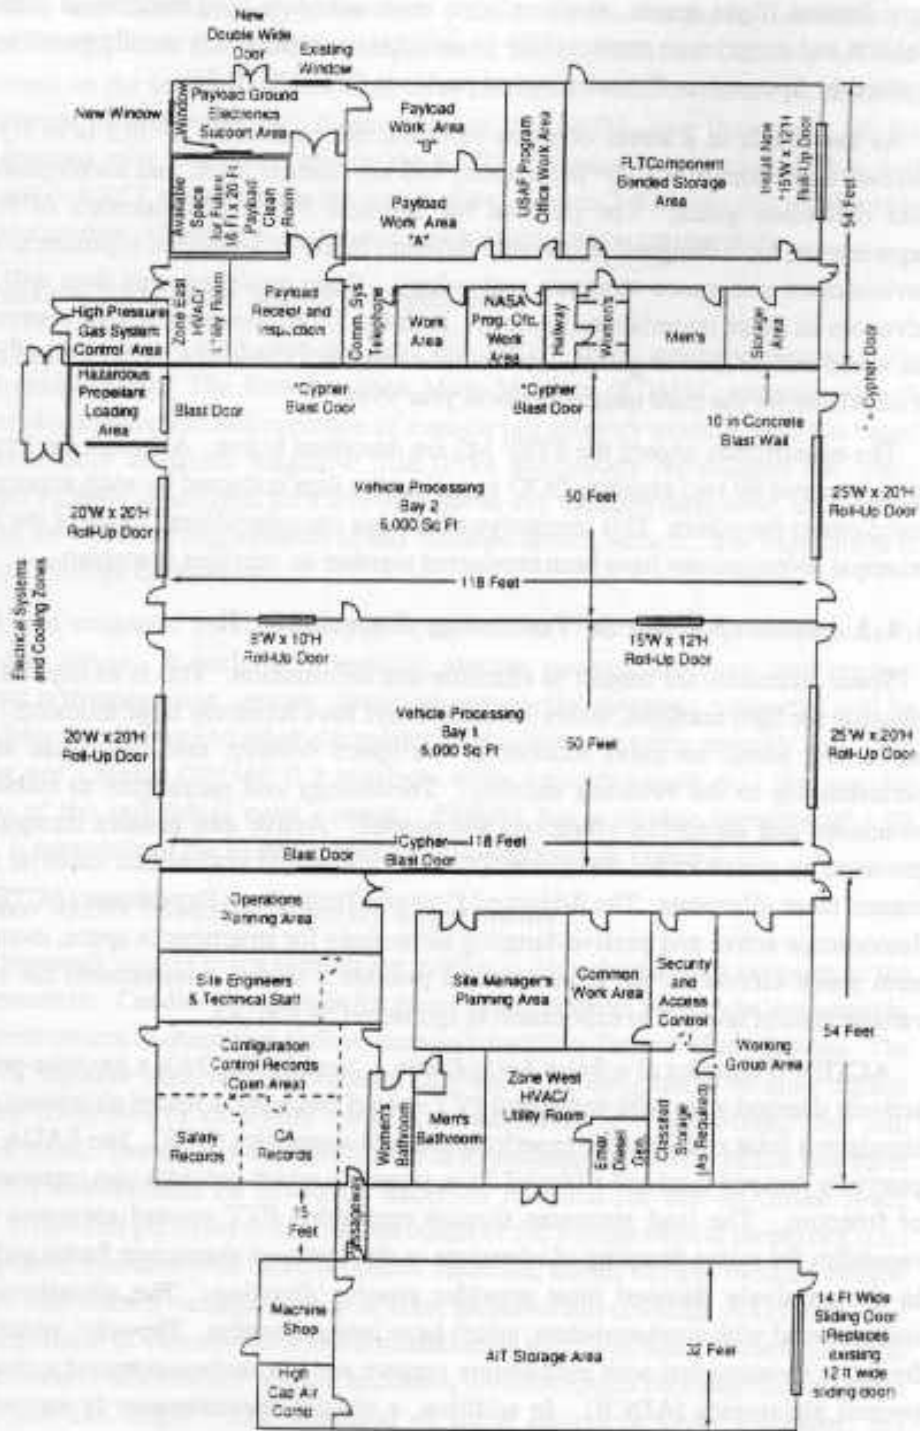 New
Double Wide
Door
Existing
Window
New Window
Window
Payload Ground
Electronics
Support Area
Payload
Work Area
"B"
USAF Program
Office Work Area
FLT Component
Bonded Storage
Area
Install New
*15'W x 12'H
Roll-Up Door
54 Feet
Available
Space
for Future
16 Ft x 20 Ft
Payload
Clean
Room
Payload
Work Area
"A"
High Pressure
Gas System
Control Area
Zone East
HVAC/
Utility Room
Payload
Receipt and
Inspection
Comm. Sys
Telephone
Work
Area
NASA
Prog. Ofc.
Work
Area
Hallway
Women's
Men's
Storage
Area
* = Cypher Door
Hazardous
Propellant
Loading
Area
Blast Door
*Cypher
Blast Door
*Cypher
Blast Door
10 in Concrete
Blast Wall
20'W x 20'H
Roll-Up Door
Vehicle Processing
Bay 2
6,000 Sq Ft
50 Feet
25'W x 20'H
Roll-Up Door
118 Feet
Electrical Systems
and Cooling Zones
8'W x 10'H
Roll-Up Door
15'W x 12'H
Roll-Up Door
20'W x 20'H
Roll-Up Door
Vehicle Processing
Bay 1
6,000 Sq Ft
50 Feet
25'W x 20'H
Roll-Up Door
Blast Door
*Cypher
Blast Door
118 Feet
Operations
Planning Area
Site Engineers
& Technical Staff
Site Manager's
Planning Area
Common
Work Area
Security
and
Access
Control
Working
Group Area
54 Feet
Configuration
Control Records
(Open Area)
Safety
Records
QA
Records
Women's
Bathroom
Men's
Bathroom
Zone West
HVAC/
Utility Room
Emer.
Diesel
Gen.
Classified
Storage
(As Required)
Feet
Passageway
Machine
Shop
High
Cap Air
Comp
AIT Storage Area
32 Feet
14 Ft Wide
Sliding Door
(Replaces
existing
12 ft wide
sliding door)